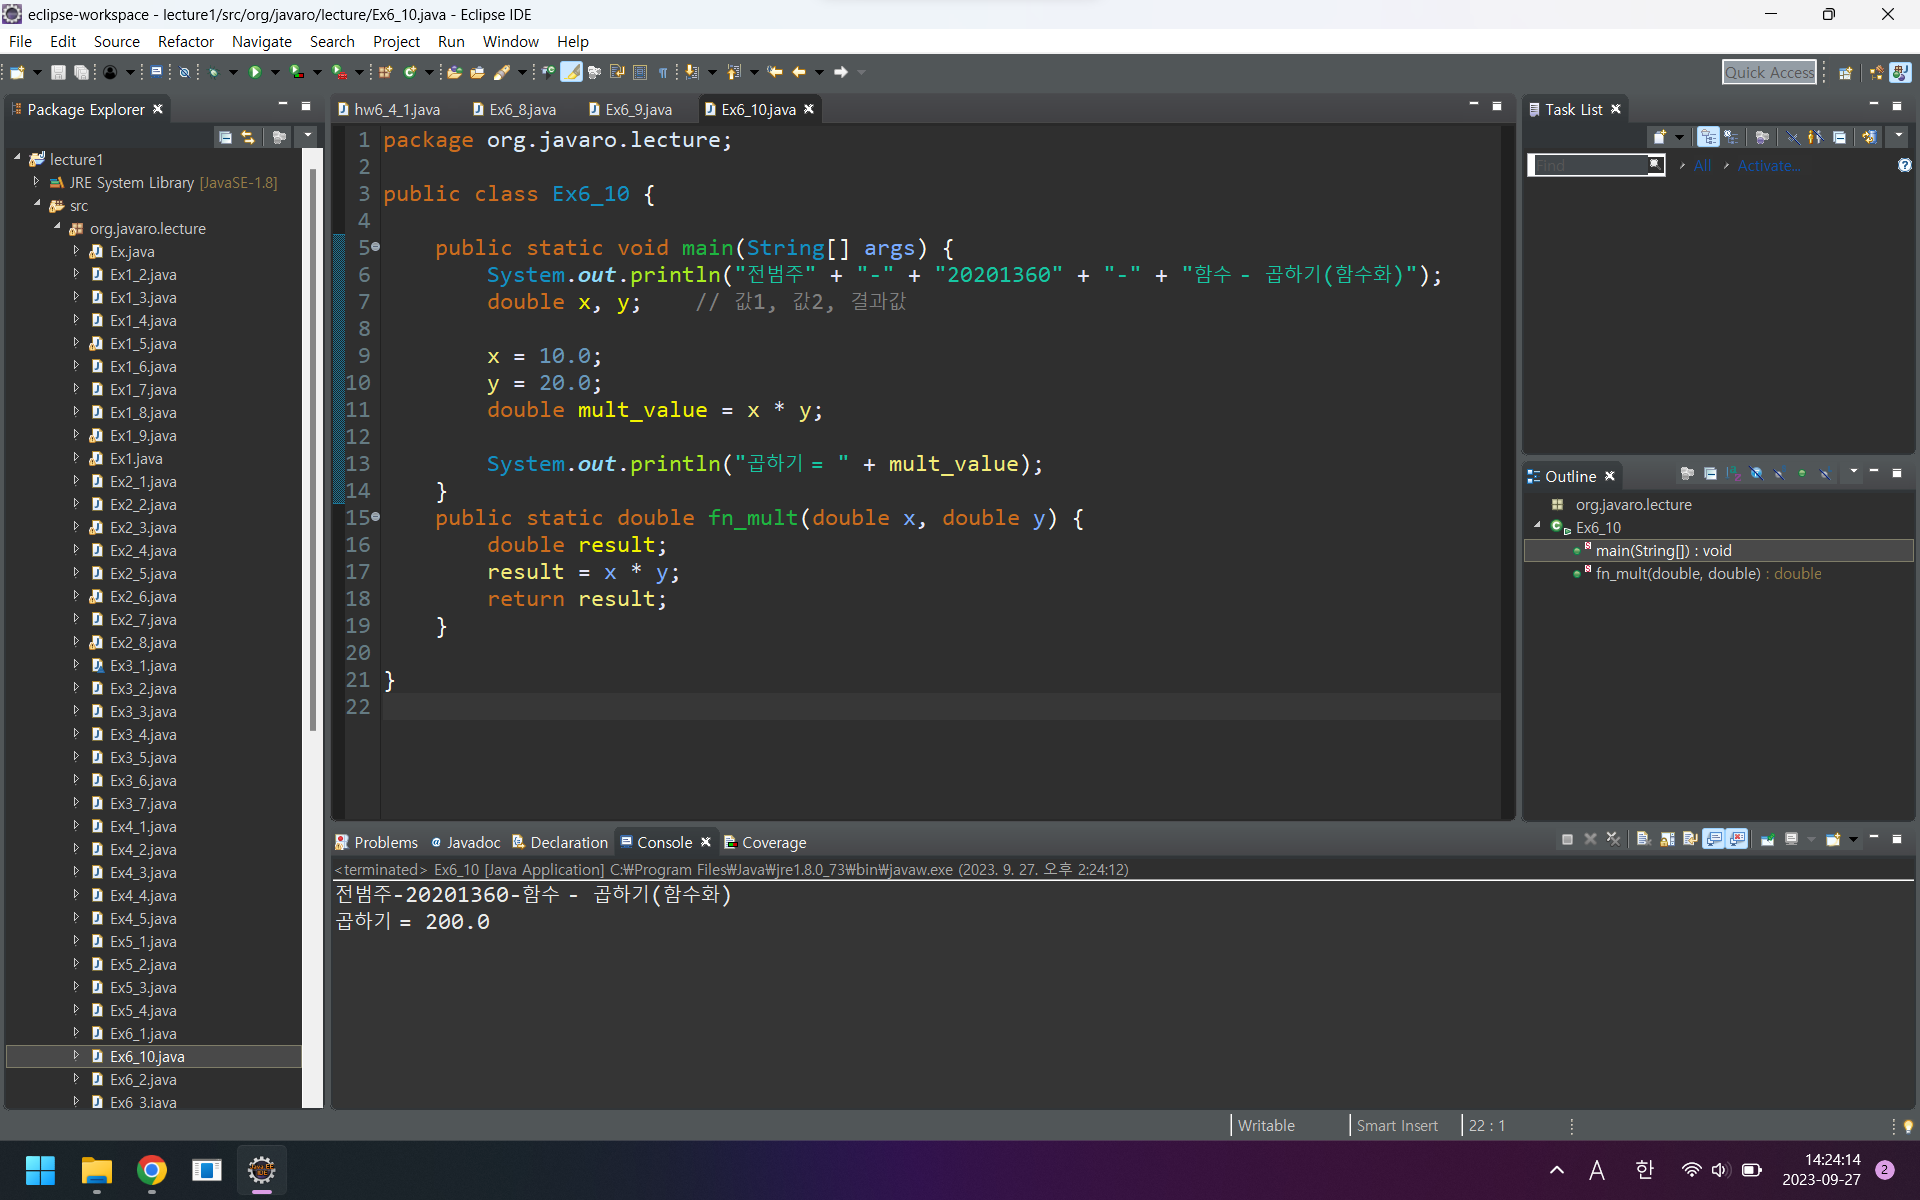 eclipse-workspace - lecture1/src/org/javaro/lecture/Ex6_10.java - Eclipse IDE
File Edit Source Refactor Navigate Search Project Run Window Help
Quick Access
Package Explorer
lecture1
JRE System Library [JavaSE-1.8]
src
org.javaro.lecture
Ex.java
Ex1_2.java
Ex1_3.java
Ex1_4.java
Ex1_5.java
Ex1_6.java
Ex1_7.java
Ex1_8.java
Ex1_9.java
Ex1.java
Ex2_1.java
Ex2_2.java
Ex2_3.java
Ex2_4.java
Ex2_5.java
Ex2_6.java
Ex2_7.java
Ex2_8.java
Ex3_1.java
Ex3_2.java
Ex3_3.java
Ex3_4.java
Ex3_5.java
Ex3_6.java
Ex3_7.java
Ex4_1.java
Ex4_2.java
Ex4_3.java
Ex4_4.java
Ex4_5.java
Ex5_1.java
Ex5_2.java
Ex5_3.java
Ex5_4.java
Ex6_1.java
Ex6_10.java
Ex6_2.java
Ex6_3.java
hw6_4_1.java Ex6_8.java Ex6_9.java Ex6_10.java
1 package org.javaro.lecture;
2
3 public class Ex6_10 {
4
5 public static void main(String[] args) {
6 System.out.println("전범주" + "-" + "20201360" + "-" + "함수 - 곱하기(함수화)");
7 double x, y; // 값1, 값2, 결과값
8
9 x = 10.0;
10 y = 20.0;
11 double mult_value = x * y;
12
13 System.out.println("곱하기 = " + mult_value);
14 }
15 public static double fn_mult(double x, double y) {
16 double result;
17 result = x * y;
18 return result;
19 }
20
21 }
22
Task List
Find All Activate...
Outline
org.javaro.lecture
Ex6_10
main(String[]) : void
fn_mult(double, double) : double
Problems Javadoc Declaration Console Coverage
<terminated> Ex6_10 [Java Application] C:₩Program Files₩Java₩jre1.8.0_73₩bin₩javaw.exe (2023. 9. 27. 오후 2:24:12)
전범주-20201360-함수 - 곱하기(함수화)
곱하기 = 200.0
Writable Smart Insert 22 : 1
A 한 14:24:14
2023-09-27 2